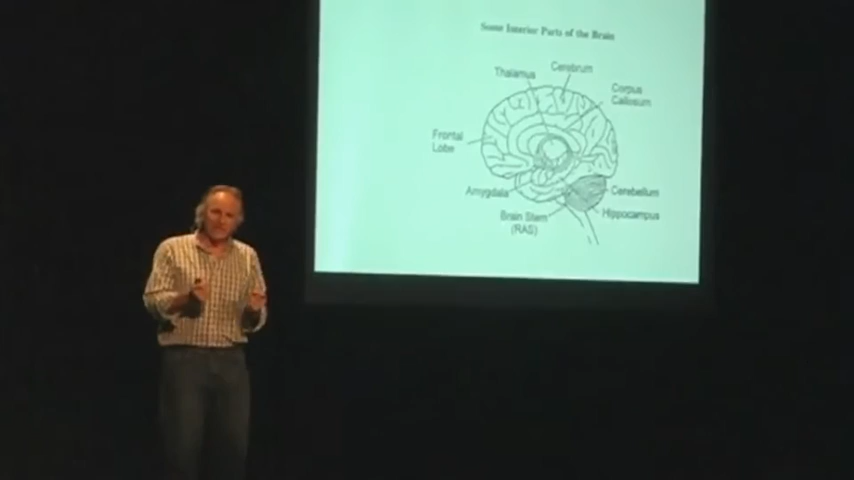 Some Interior Parts of the Brain
Cerebrum
Thalamus
Corpus
Callosum
Frontal
Lobe
Amygdala
Cerebellum
Brain Stem
(RAS)
Hippocampus